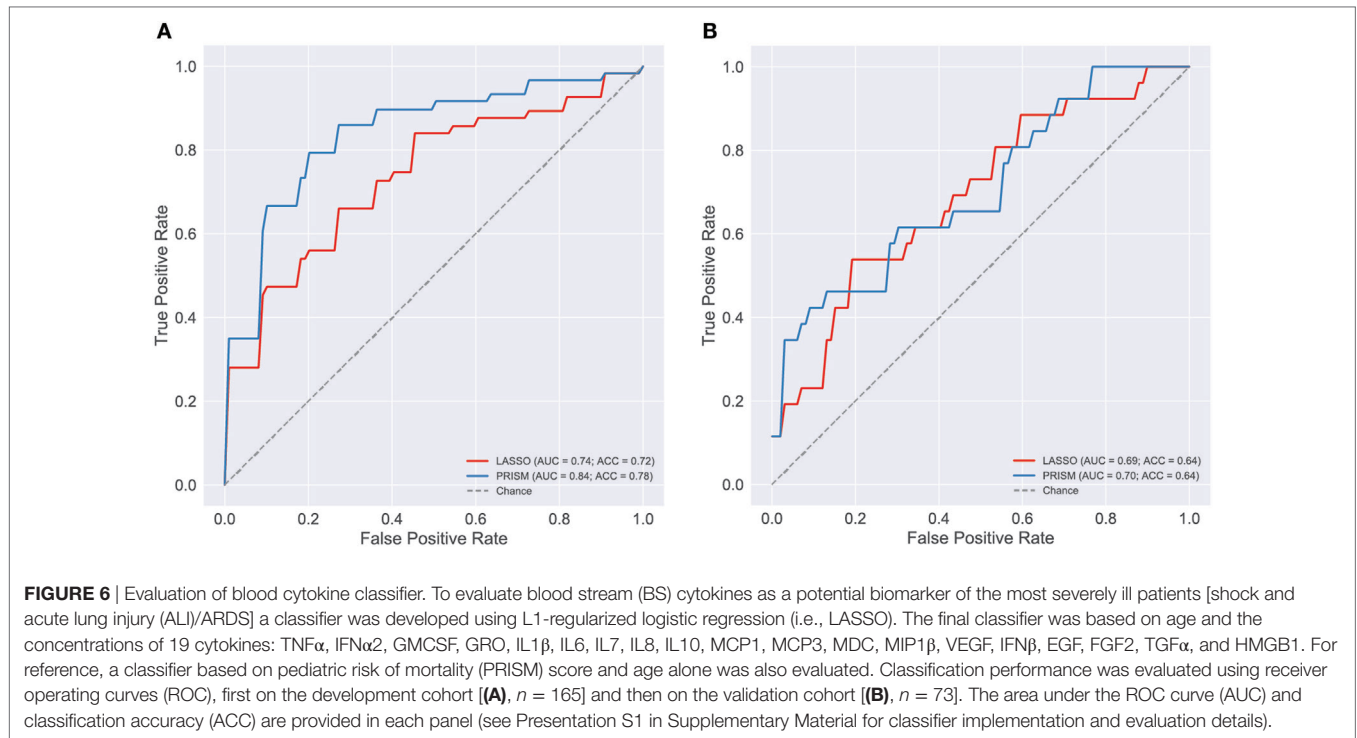 A
B
1.0
0.8
0.6
0.4
0.2
0.0
True Positive Rate
0.0 0.2 0.4 0.6 0.8 1.0
False Positive Rate
LASSO (AUC = 0.74; ACC = 0.72)
PRISM (AUC = 0.84; ACC = 0.78)
Chance
1.0
0.8
0.6
0.4
0.2
0.0
True Positive Rate
0.0 0.2 0.4 0.6 0.8 1.0
False Positive Rate
LASSO (AUC = 0.69; ACC = 0.64)
PRISM (AUC = 0.70; ACC = 0.64)
Chance
FIGURE 6 | Evaluation of blood cytokine classifier. To evaluate blood stream (BS) cytokines as a potential biomarker of the most severely ill patients [shock and
acute lung injury (ALI)/ARDS] a classifier was developed using L1-regularized logistic regression (i.e., LASSO). The final classifier was based on age and the
concentrations of 19 cytokines: TNFα, IFNα2, GMCSF, GRO, IL1β, IL6, IL7, IL8, IL10, MCP1, MCP3, MDC, MIP1β, VEGF, IFNβ, EGF, FGF2, TGFα, and HMGB1. For
reference, a classifier based on pediatric risk of mortality (PRISM) score and age alone was also evaluated. Classification performance was evaluated using receiver
operating curves (ROC), first on the development cohort [(A), n = 165] and then on the validation cohort [(B), n = 73]. The area under the ROC curve (AUC) and
classification accuracy (ACC) are provided in each panel (see Presentation S1 in Supplementary Material for classifier implementation and evaluation details).